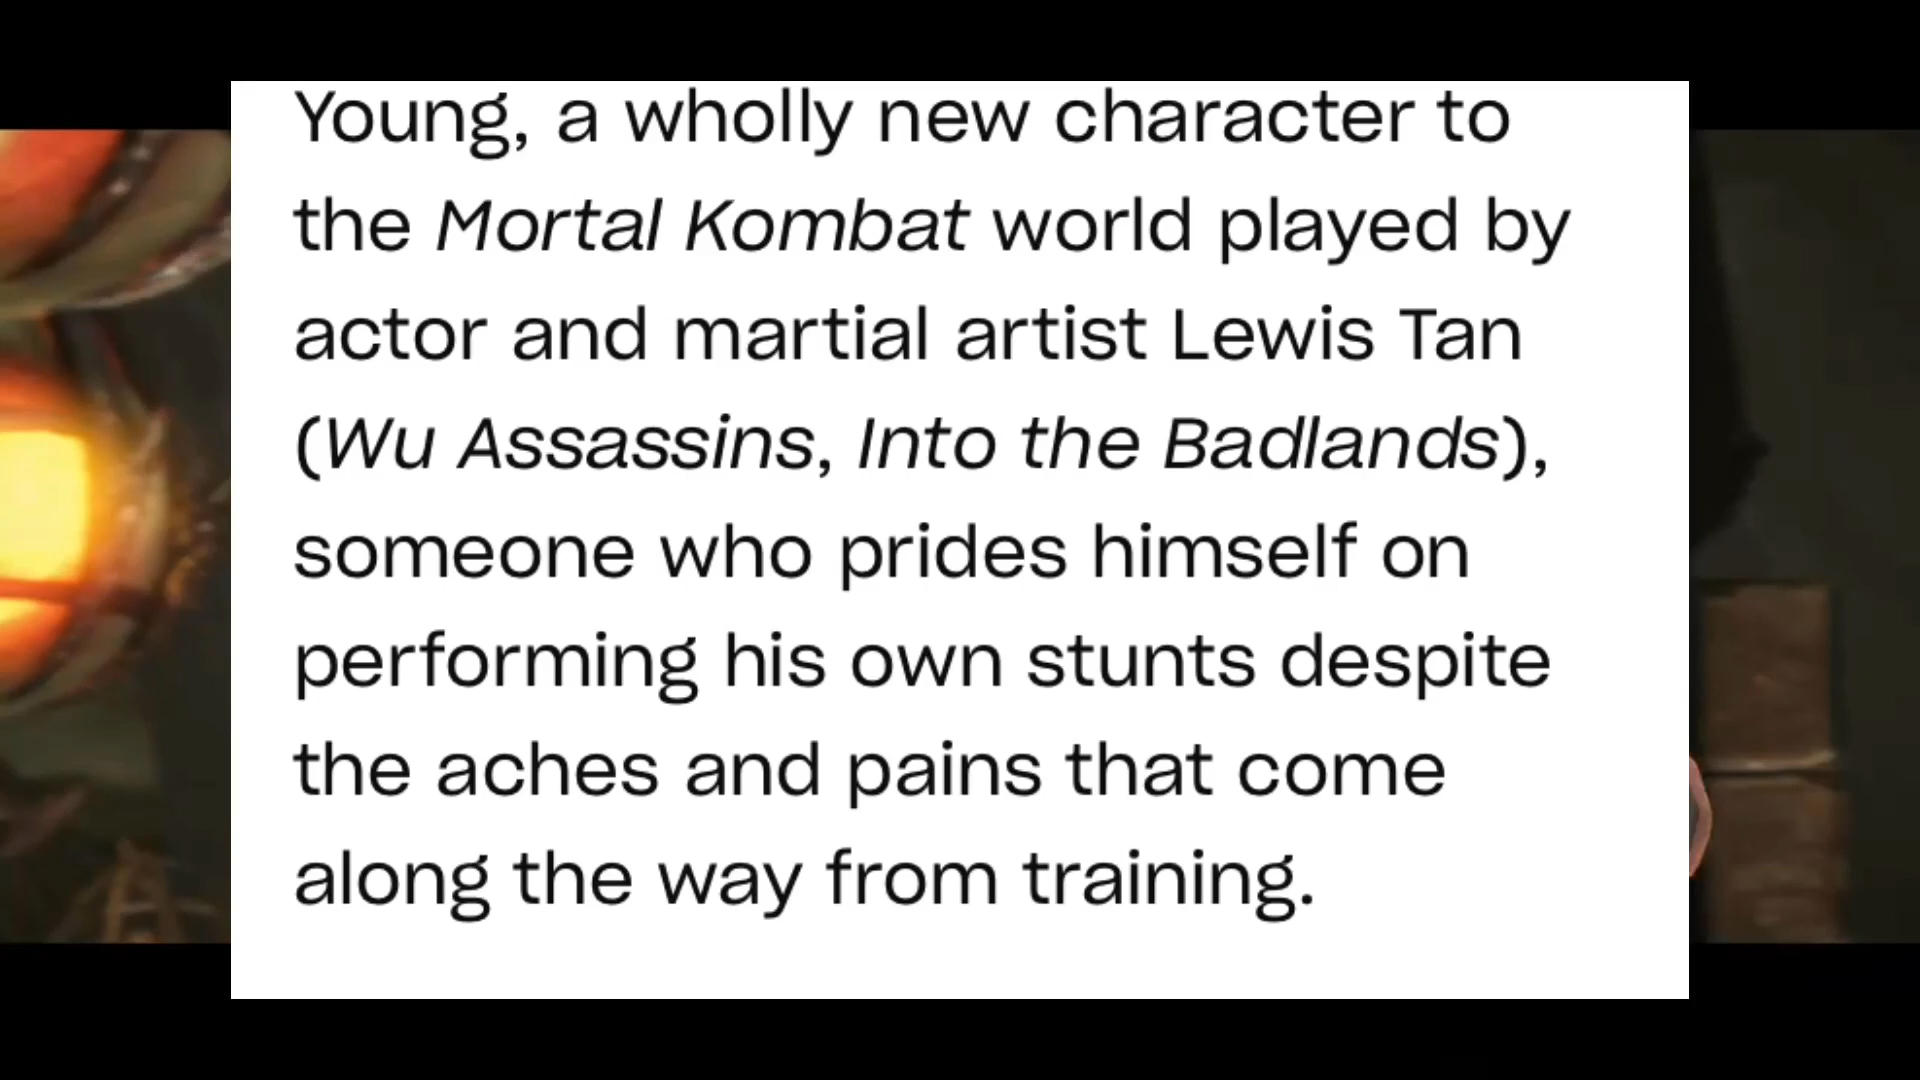 Young, a wholly new character to
the Mortal Kombat world played by
actor and martial artist Lewis Tan
(Wu Assassins, Into the Badlands),
someone who prides himself on
performing his own stunts despite
the aches and pains that come
along the way from training.